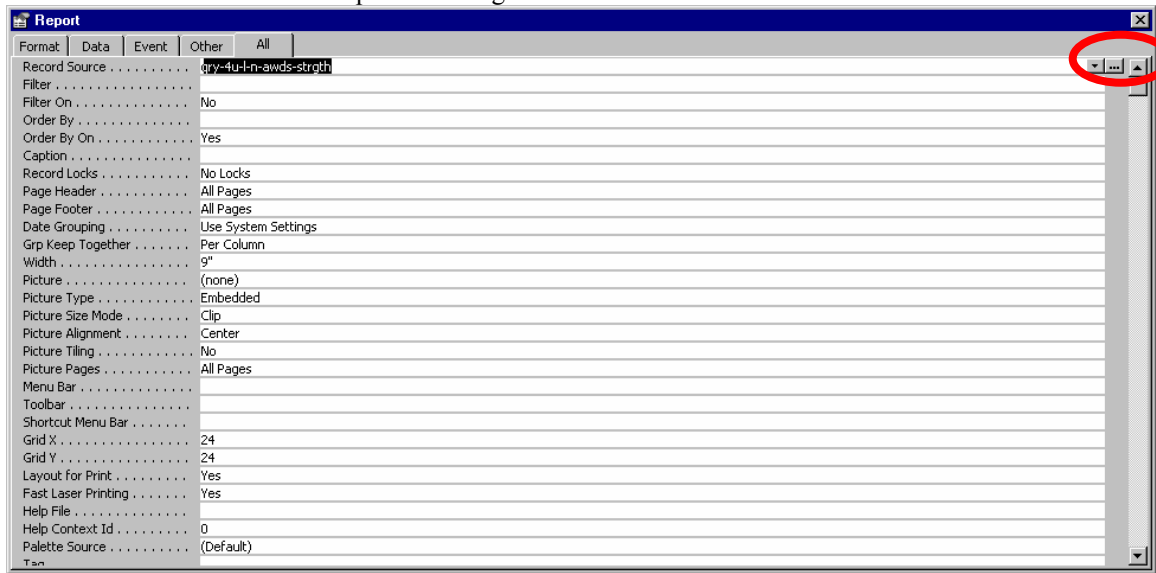 Report
Format Data Event Other All
Record Source . . . . . . . . . . qry-4u-l-n-awds-strgth ...
Filter . . . . . . . . . . . . . . . . .
Filter On . . . . . . . . . . . . . . No
Order By . . . . . . . . . . . . . .
Order By On . . . . . . . . . . . . Yes
Caption . . . . . . . . . . . . . . .
Record Locks . . . . . . . . . . . No Locks
Page Header . . . . . . . . . . . All Pages
Page Footer . . . . . . . . . . . . All Pages
Date Grouping . . . . . . . . . . Use System Settings
Grp Keep Together . . . . . . . Per Column
Width . . . . . . . . . . . . . . . . 9"
Picture . . . . . . . . . . . . . . . (none)
Picture Type . . . . . . . . . . . . Embedded
Picture Size Mode . . . . . . . . Clip
Picture Alignment . . . . . . . . Center
Picture Tiling . . . . . . . . . . . . No
Picture Pages . . . . . . . . . . . All Pages
Menu Bar . . . . . . . . . . . . . .
Toolbar . . . . . . . . . . . . . . .
Shortcut Menu Bar . . . . . . .
Grid X . . . . . . . . . . . . . . . . 24
Grid Y . . . . . . . . . . . . . . . . 24
Layout for Print . . . . . . . . . Yes
Fast Laser Printing . . . . . . . Yes
Help File . . . . . . . . . . . . . .
Help Context Id . . . . . . . . . 0
Palette Source . . . . . . . . . . (Default)
Tag